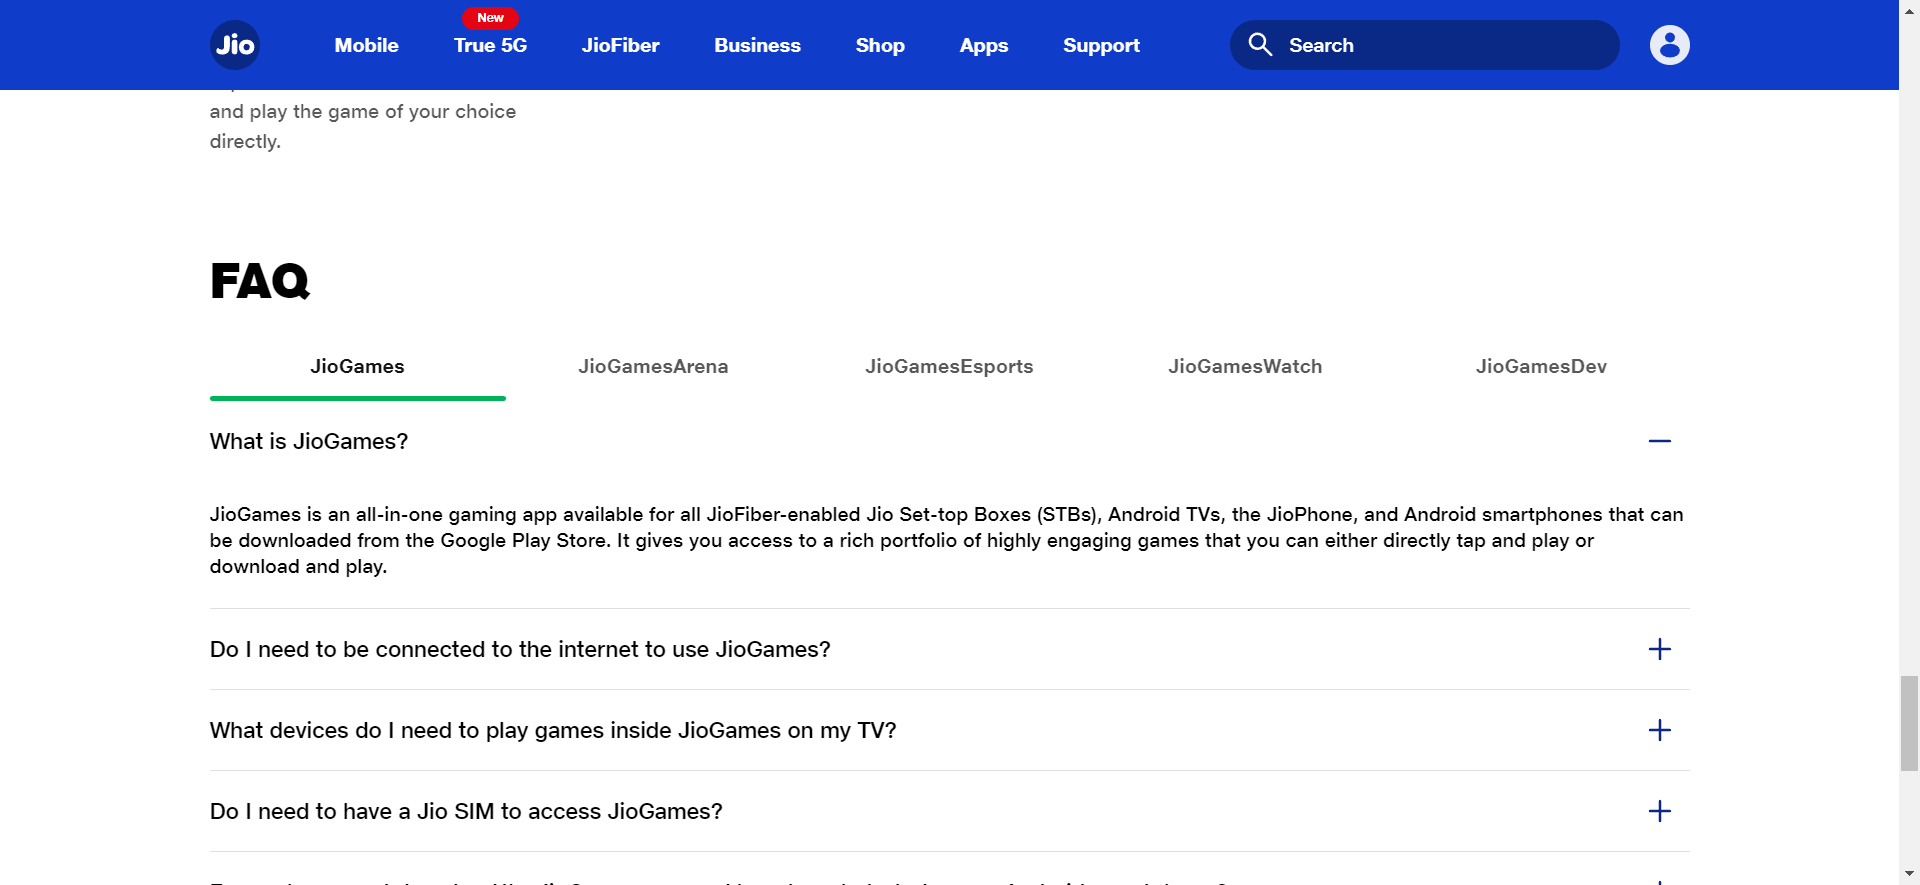 New
Jio
Mobile
True 5G
JioFiber
Business
Shop
Apps
Support
Search
and play the game of your choice
directly.
FAQ
JioGames
JioGamesArena
JioGamesEsports
JioGamesWatch
JioGamesDev
What is JioGames?
JioGames is an all-in-one gaming app available for all JioFiber-enabled Jio Set-top Boxes (STBs), Android TVs, the JioPhone, and Android smartphones that can
be downloaded from the Google Play Store. It gives you access to a rich portfolio of highly engaging games that you can either directly tap and play or
download and play.
Do I need to be connected to the internet to use JioGames?
What devices do I need to play games inside JioGames on my TV?
Do I need to have a Jio SIM to access JioGames?